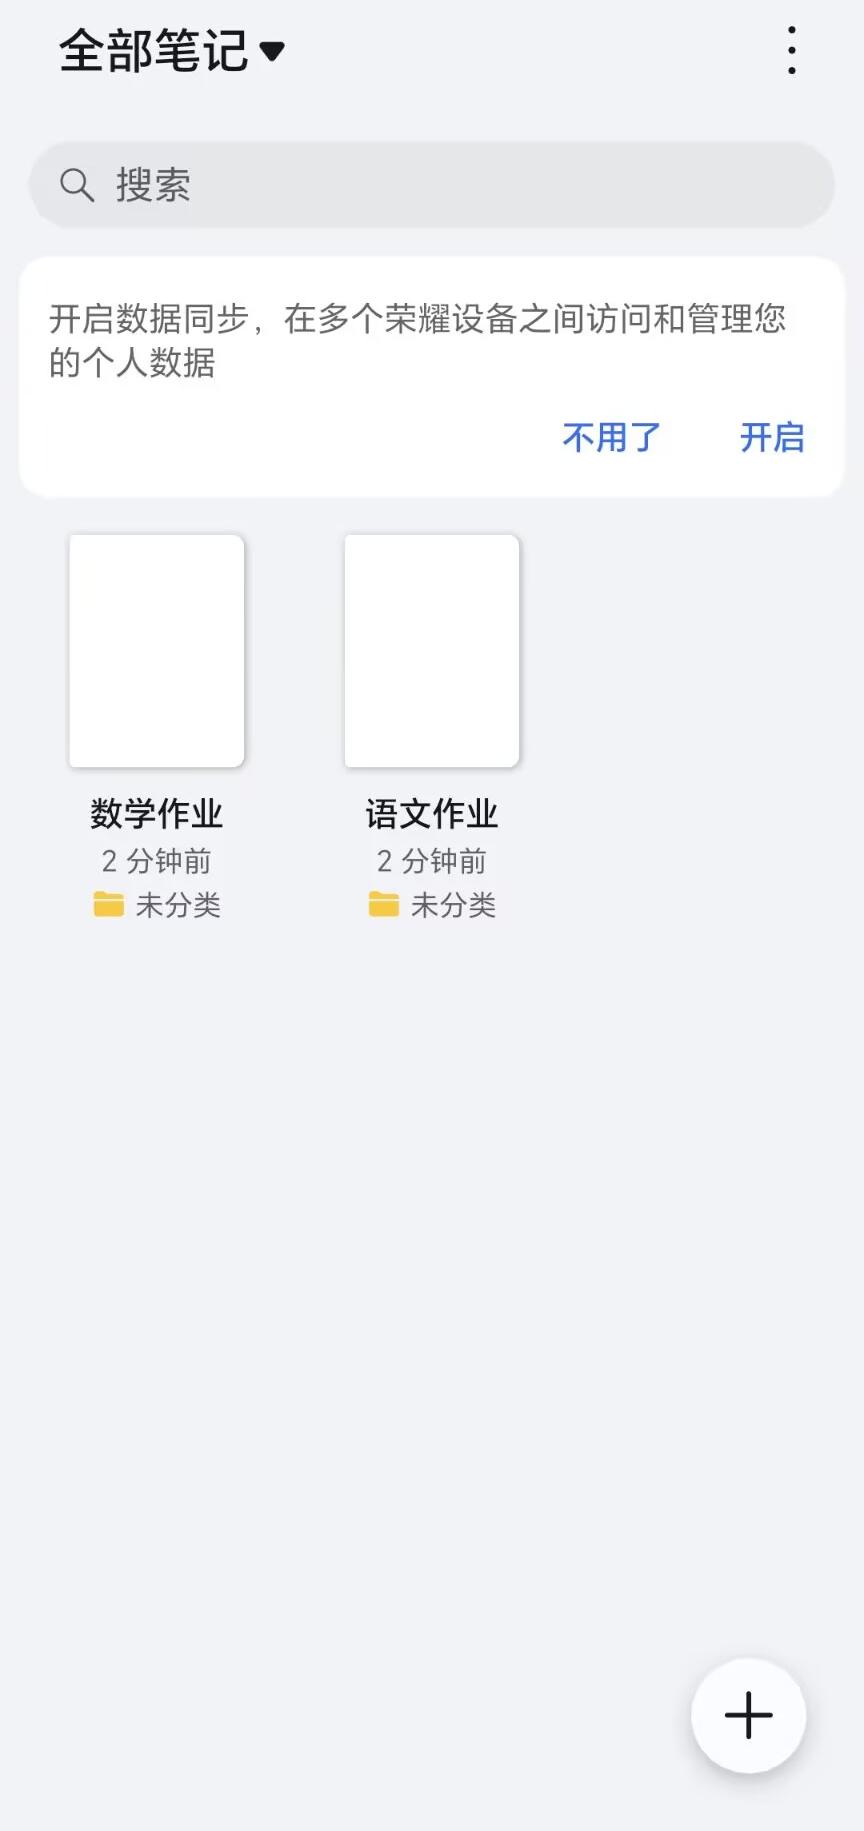 全部笔记
搜索
开启数据同步，在多个荣耀设备之间访问和管理您
的个人数据
不用了 开启
数学作业 语文作业
2 分钟前 2 分钟前
未分类 未分类